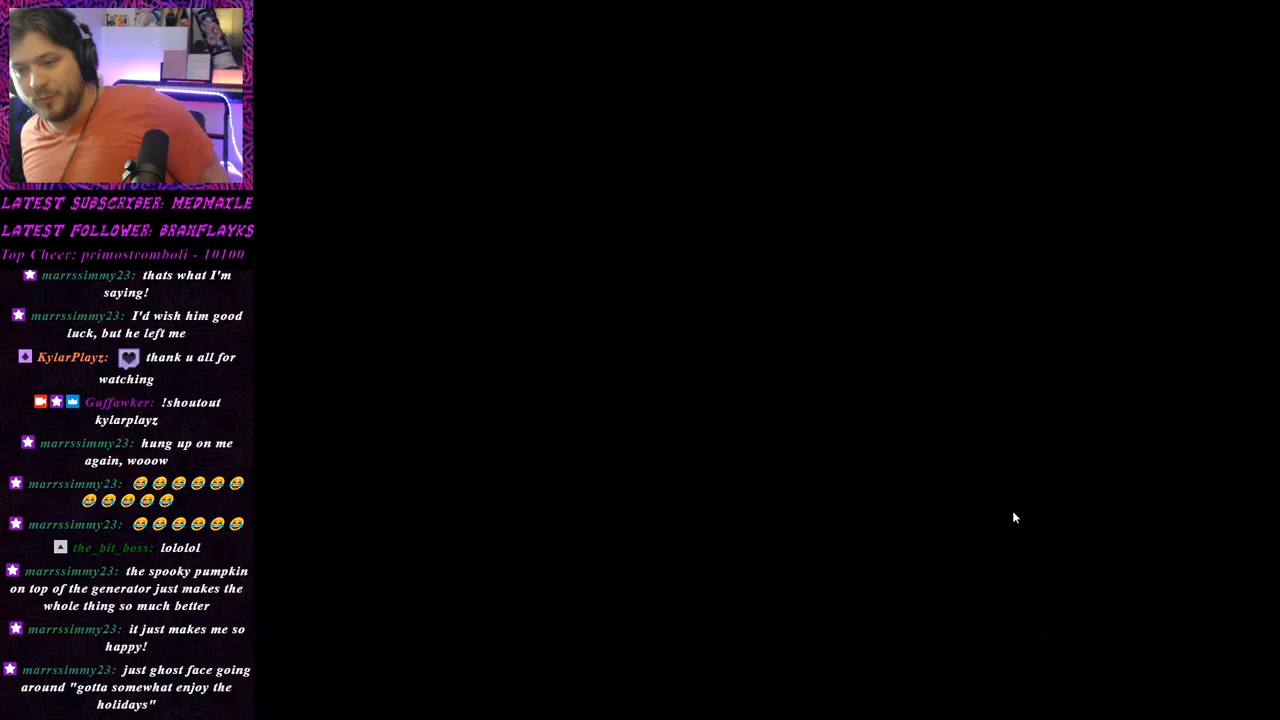 LATEST SUBSCRIBER: MEDMAILE
LATEST FOLLOWER: BRANFLAYKS
Top Cheer: primostromboli - 10100
marrssimmy23: thats what I'm
saying!
marrssimmy23: I'd wish him good
luck, but he left me
KylarPlayz: thank u all for
watching
Guffawker: !shoutout
kylarplayz
marrssimmy23: hung up on me
again, wooow
marrssimmy23: 😂😂😂😂😂😂
😂😂😂😂😂
marrssimmy23: 😂😂😂😂😂😂
the_bit_boss: lololol
marrssimmy23: the spooky pumpkin
on top of the generator just makes the
whole thing so much better
marrssimmy23: it just makes me so
happy!
marrssimmy23: just ghost face going
around "gotta somewhat enjoy the
holidays"